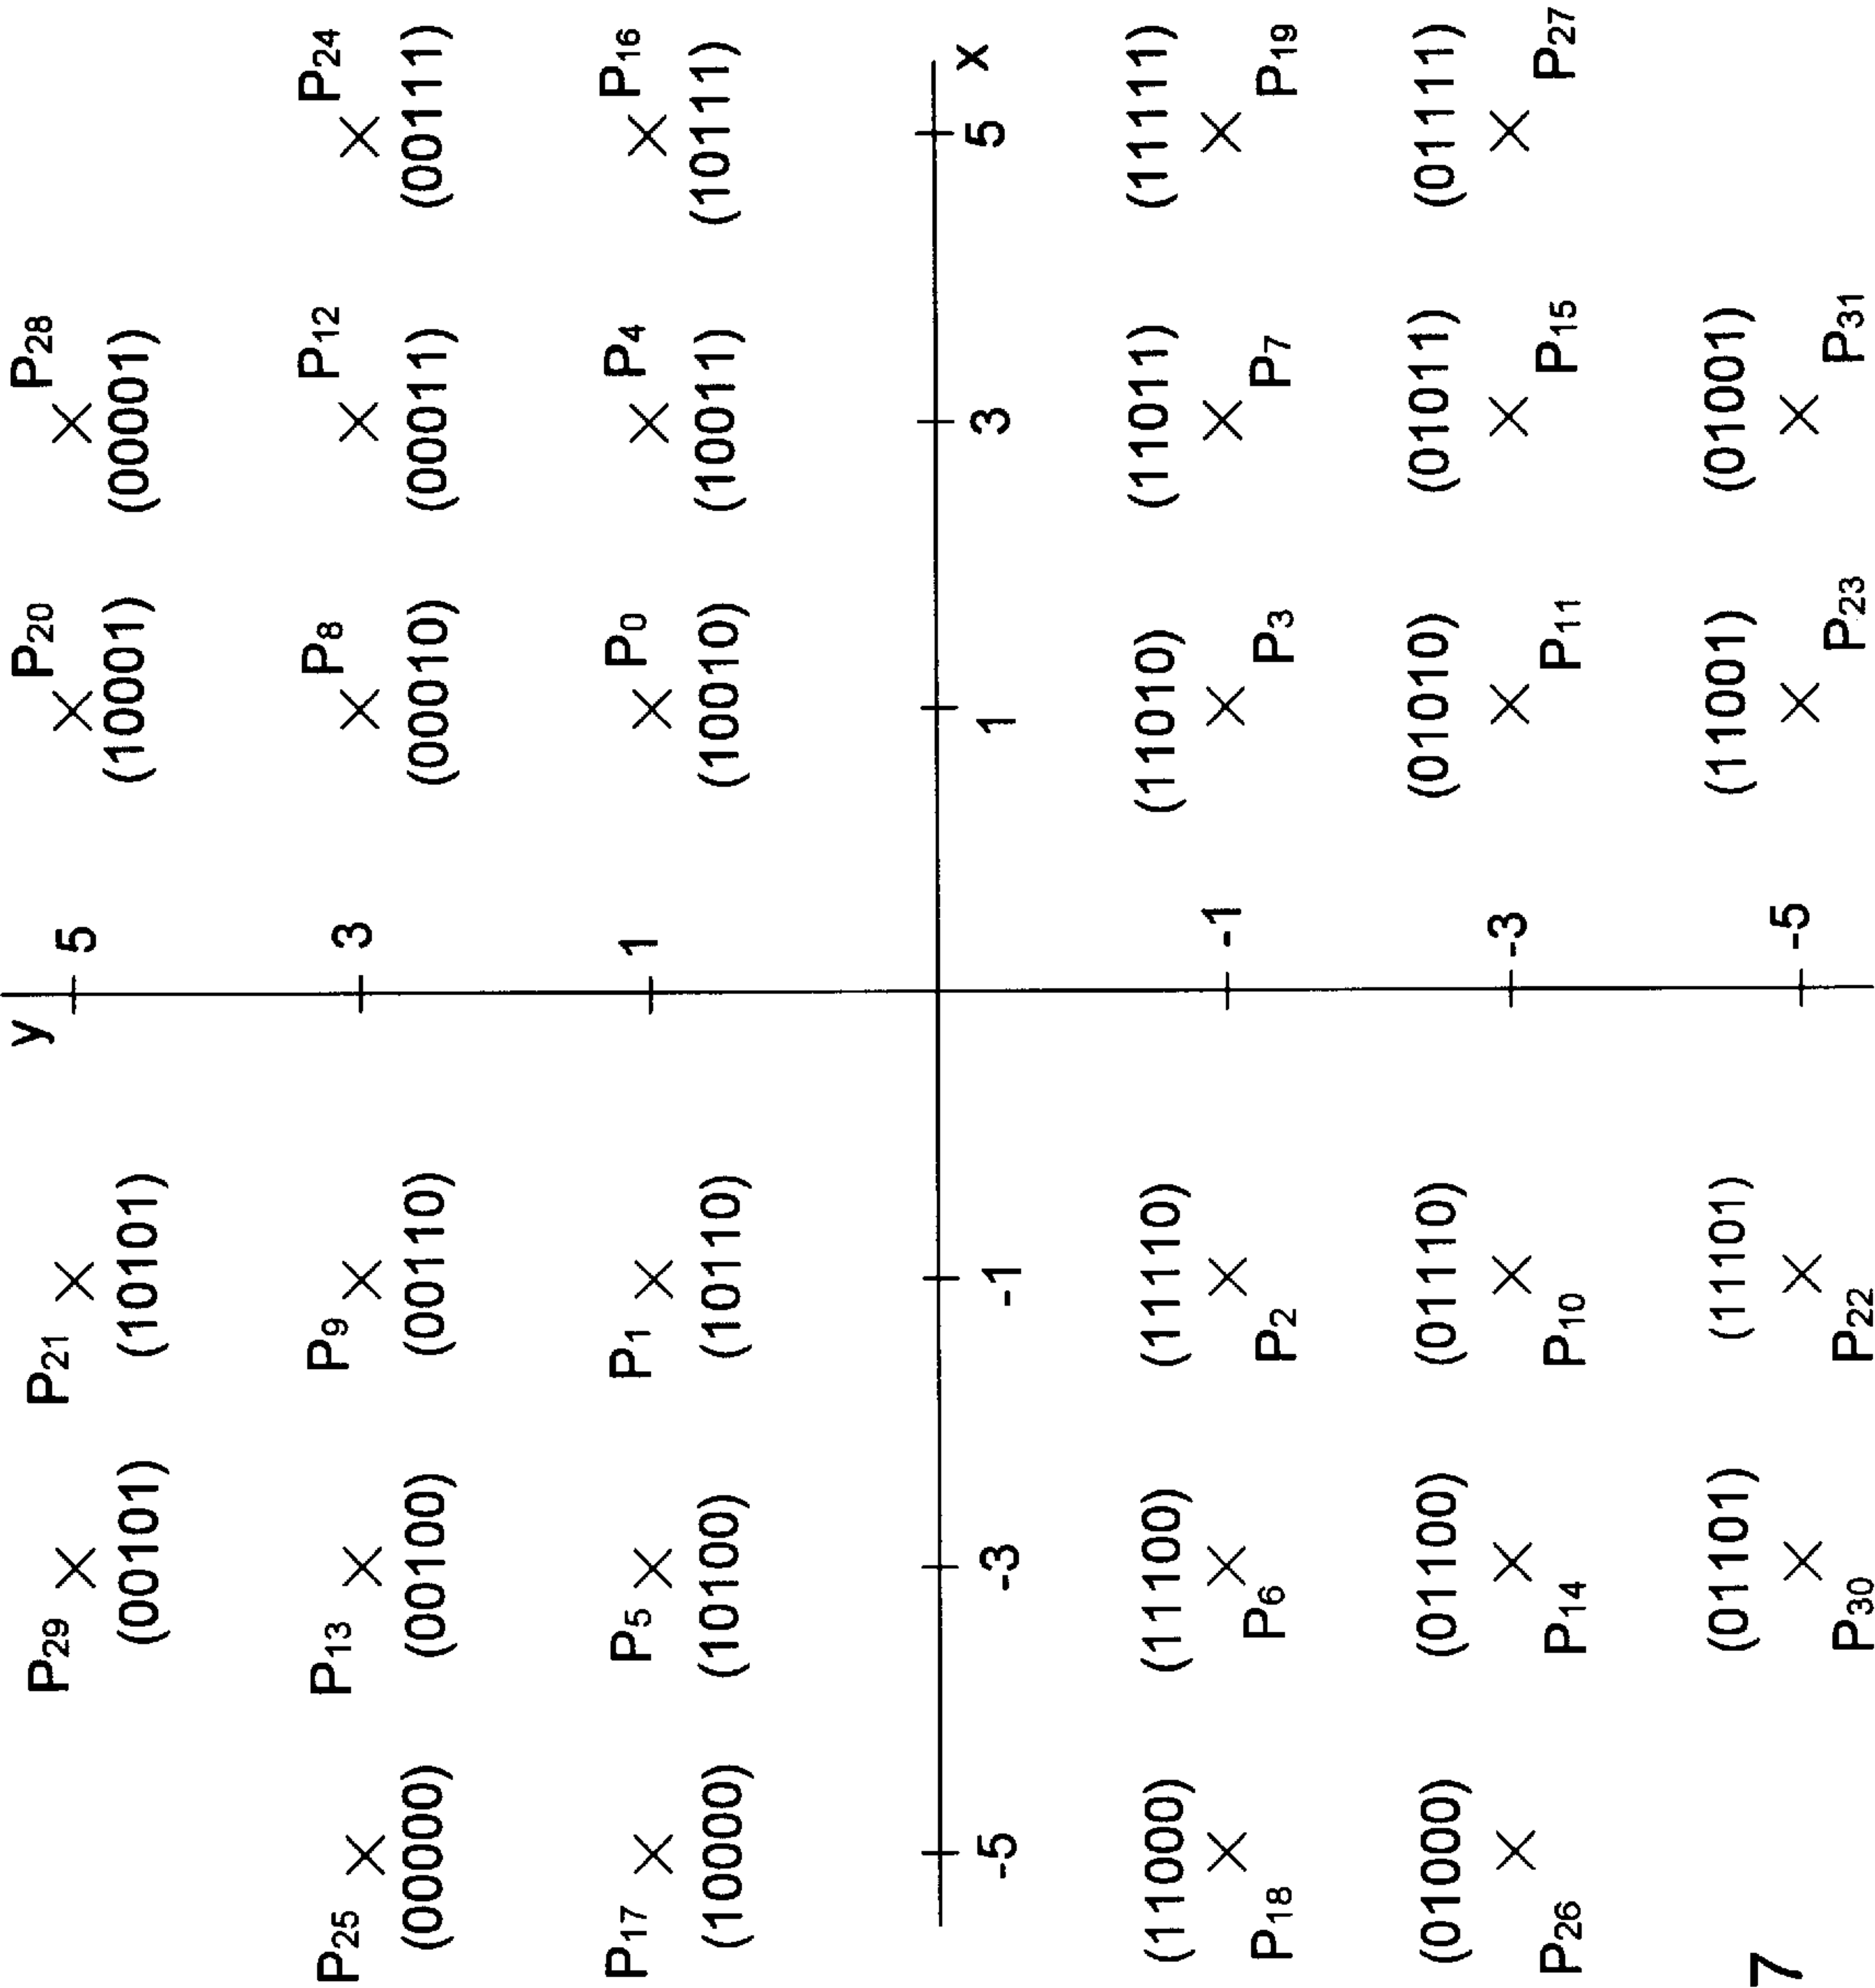 P29 P21 y P20 P28
5
(00101) (10101) (10001) (00001)
P25 P13 P9 3 P8 P12 P24
(00000) (00100) (00110) (00010) (00011) (00111)
P17 P5 P1 1 P0 P4 P16
(10000) (10100) (10110) (10010) (10011) (10111)
x
-5 -3 -1 1 3 5
(11000) (11100) (11110) (11010) (11011) (11111)
-1
P18 P6 P2 P3 P7 P19
(01000) (01100) (01110) (01010) (01011) (01111)
-3
P26 P14 P10 P11 P15 P27
(01101) (11101) (11001) (01001)
-5
P30 P22 P23 P31
7